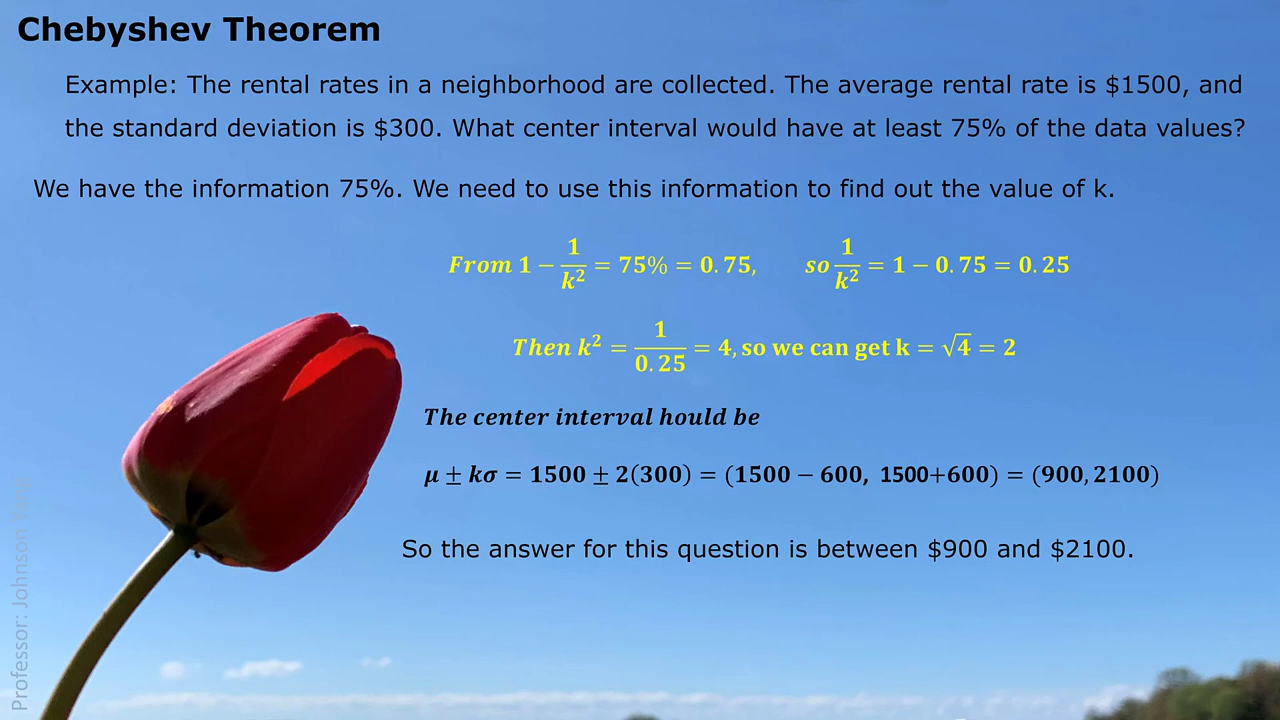 Chebyshev Theorem
Example: The rental rates in a neighborhood are collected. The average rental rate is $1500, and
the standard deviation is $300. What center interval would have at least 75% of the data values?
We have the information 75%. We need to use this information to find out the value of k.
From 1 − 1/k² = 75% = 0.75, so 1/k² = 1 − 0.75 = 0.25
Then k² = 1/0.25 = 4, so we can get k = √4 = 2
The center interval hould be
μ ± kσ = 1500 ± 2(300) = (1500 − 600, 1500+600) = (900, 2100)
So the answer for this question is between $900 and $2100.
Professor: Johnson